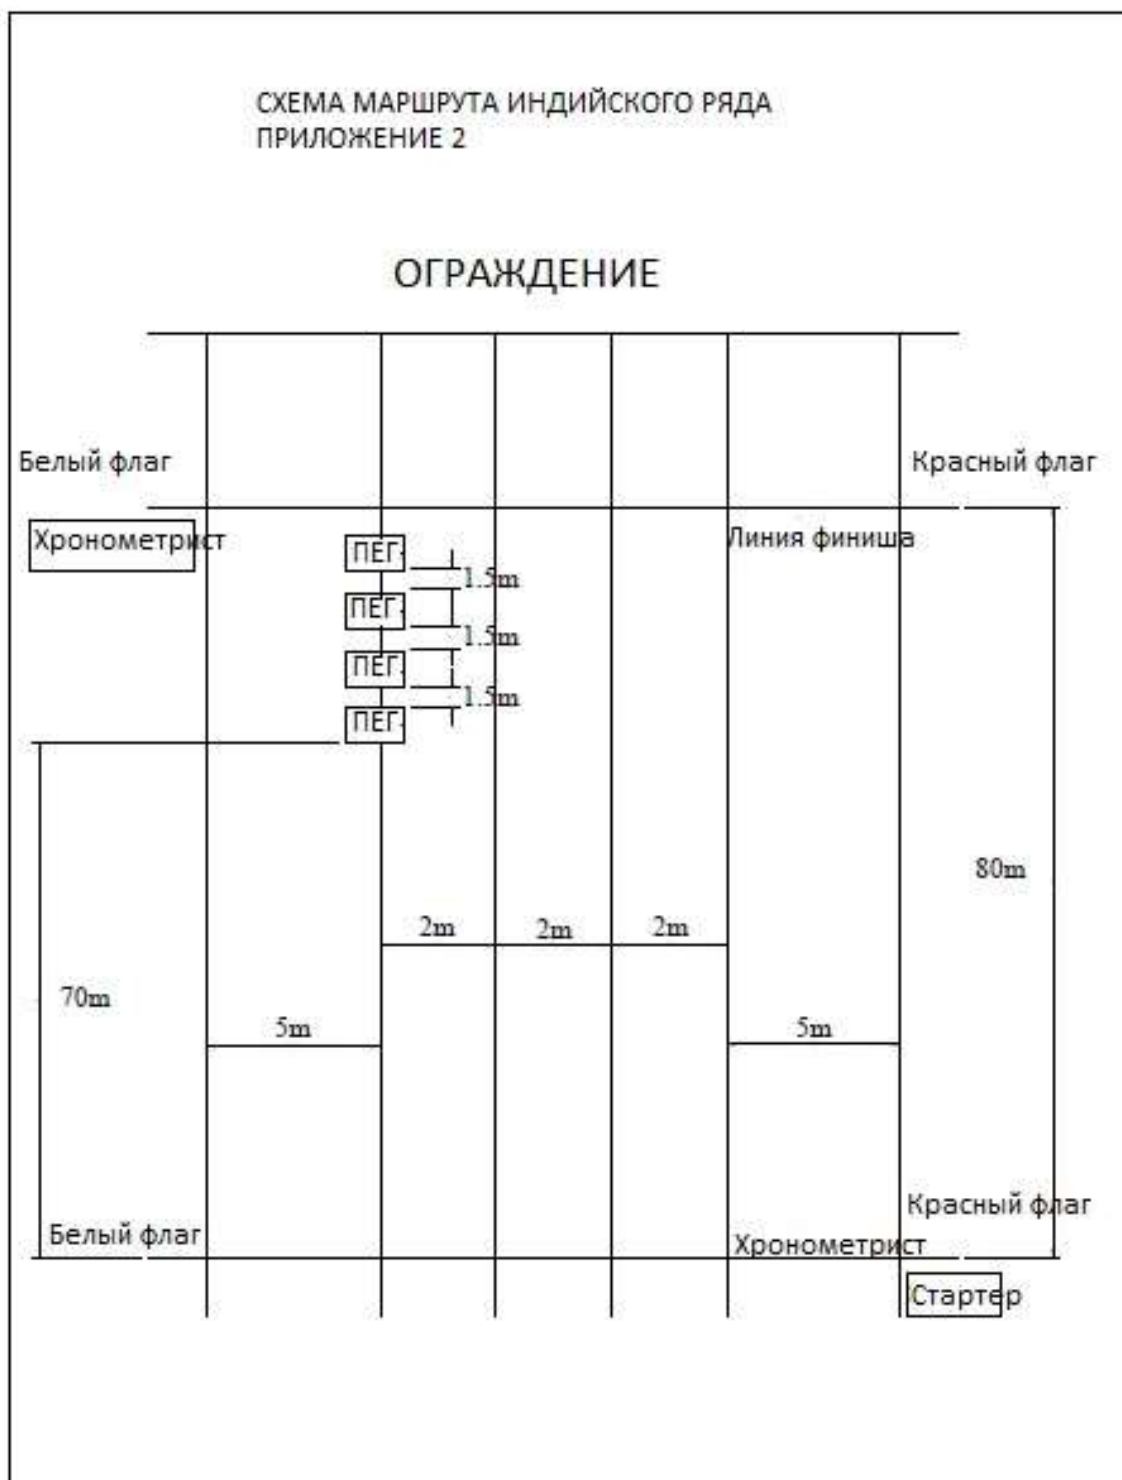 СХЕМА МАРШРУТА ИНДИЙСКОГО РЯДА
ПРИЛОЖЕНИЕ 2
ОГРАЖДЕНИЕ
Белый флаг
Красный флаг
Хронометрист
Линия финиша
ПЕГ.
1.5m
ПЕГ.
1.5m
ПЕГ.
1.5m
ПЕГ.
80m
2m
2m
2m
70m
5m
5m
Красный флаг
Белый флаг
Хронометрист
Стартер